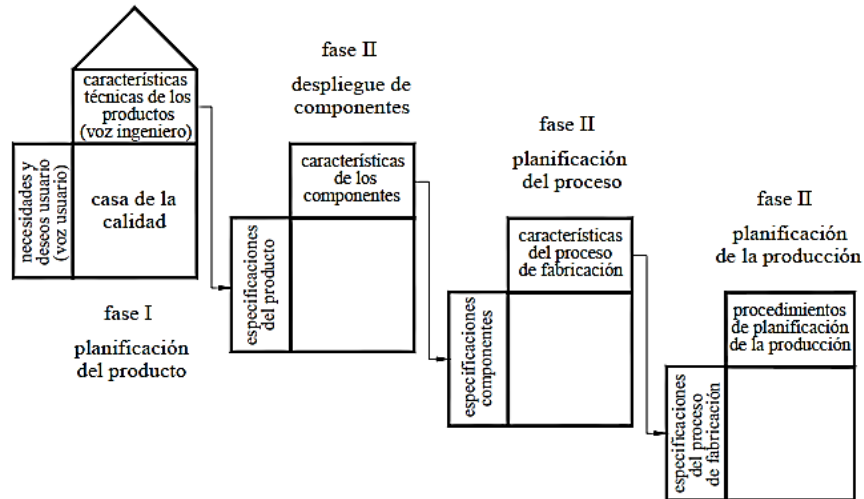 características
técnicas de los
productos
(voz ingeniero)
necesidades y
deseos usuario
(voz usuario)
casa de la
calidad
fase I
planificación
del producto
fase II
despliegue de
componentes
características
de los
componentes
especificaciones
del producto
fase II
planificación
del proceso
características
del proceso
de fabricación
especificaciones
componentes
fase II
planificación
de la producción
procedimientos
de planificación
de la producción
especificaciones
del proceso
de fabricación